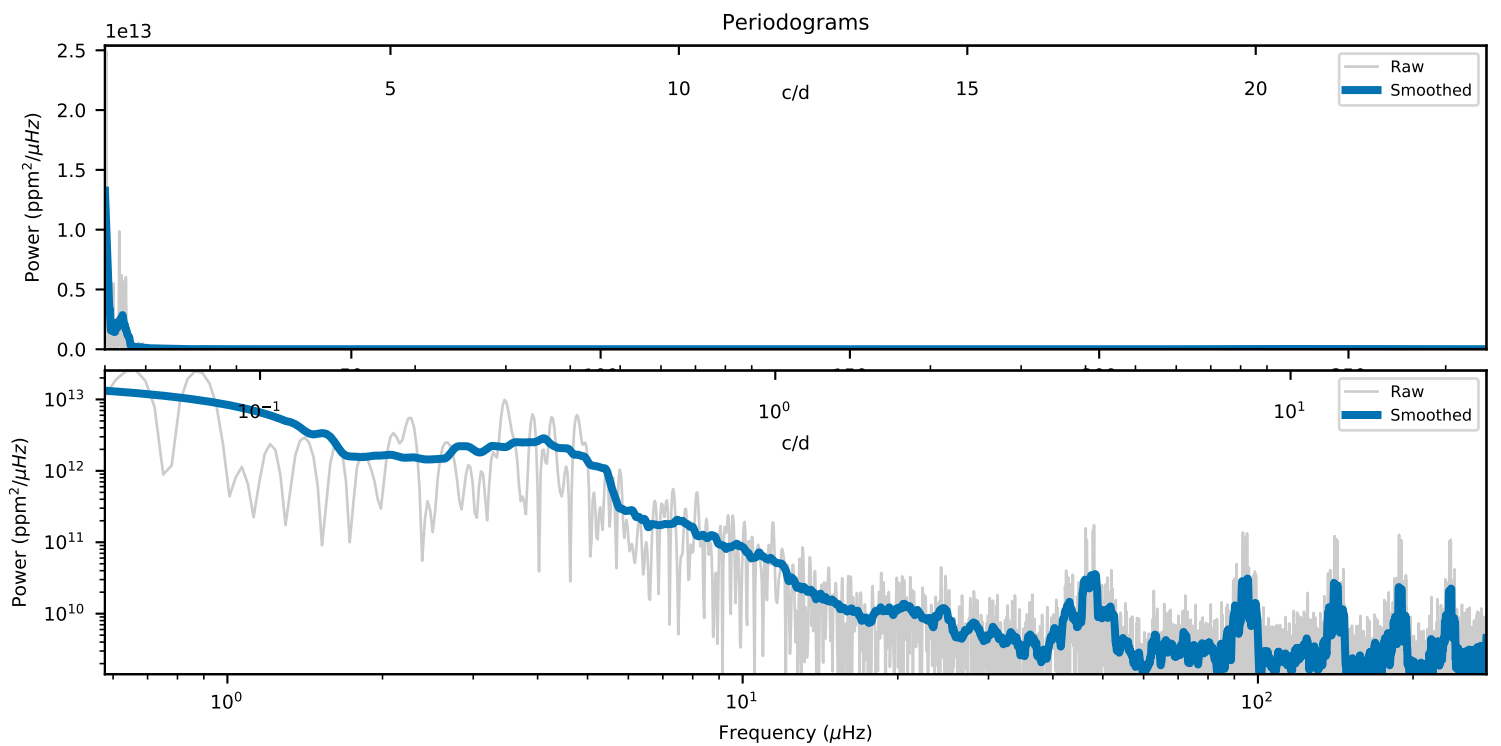 Periodograms
1e13
2.5
2.0
1.5
1.0
0.5
0.0
Power (ppm²/μHz)
5 10 15 20
c/d
Raw
Smoothed
10¹³
10¹²
10¹¹
10¹⁰
Power (ppm²/μHz)
10⁻¹ 10⁰ 10¹
c/d
Raw
Smoothed
10⁰ 10¹ 10²
Frequency (μHz)